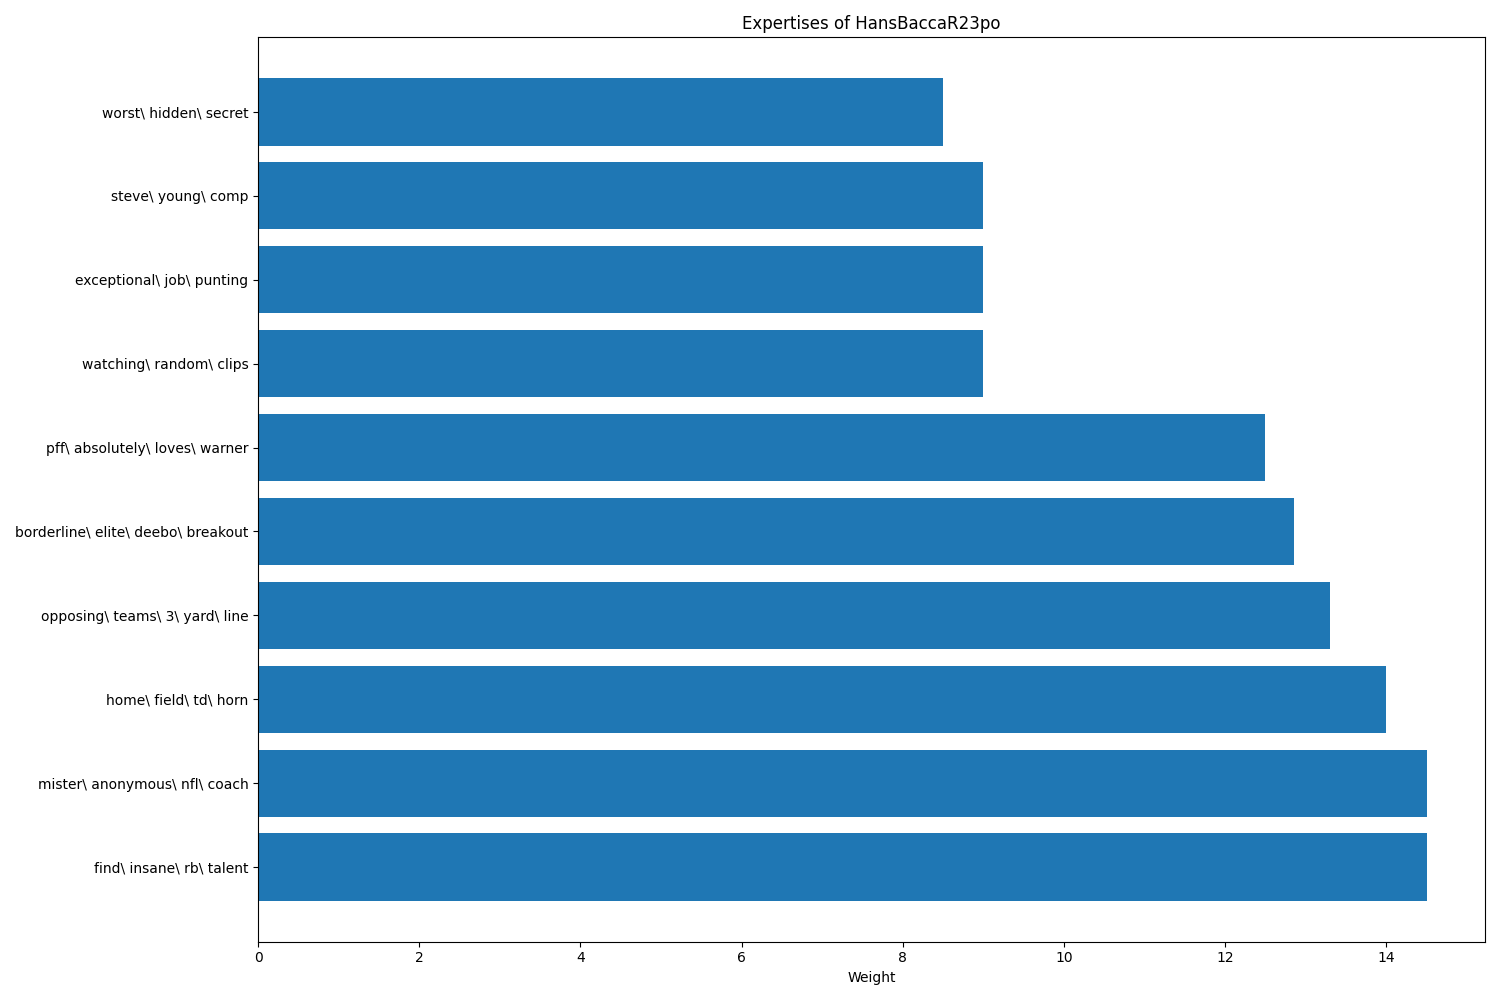 Expertises of HansBaccaR23po
worst\ hidden\ secret
steve\ young\ comp
exceptional\ job\ punting
watching\ random\ clips
pff\ absolutely\ loves\ warner
borderline\ elite\ deebo\ breakout
opposing\ teams\ 3\ yard\ line
home\ field\ td\ horn
mister\ anonymous\ nfl\ coach
find\ insane\ rb\ talent
0 2 4 6 8 10 12 14
Weight